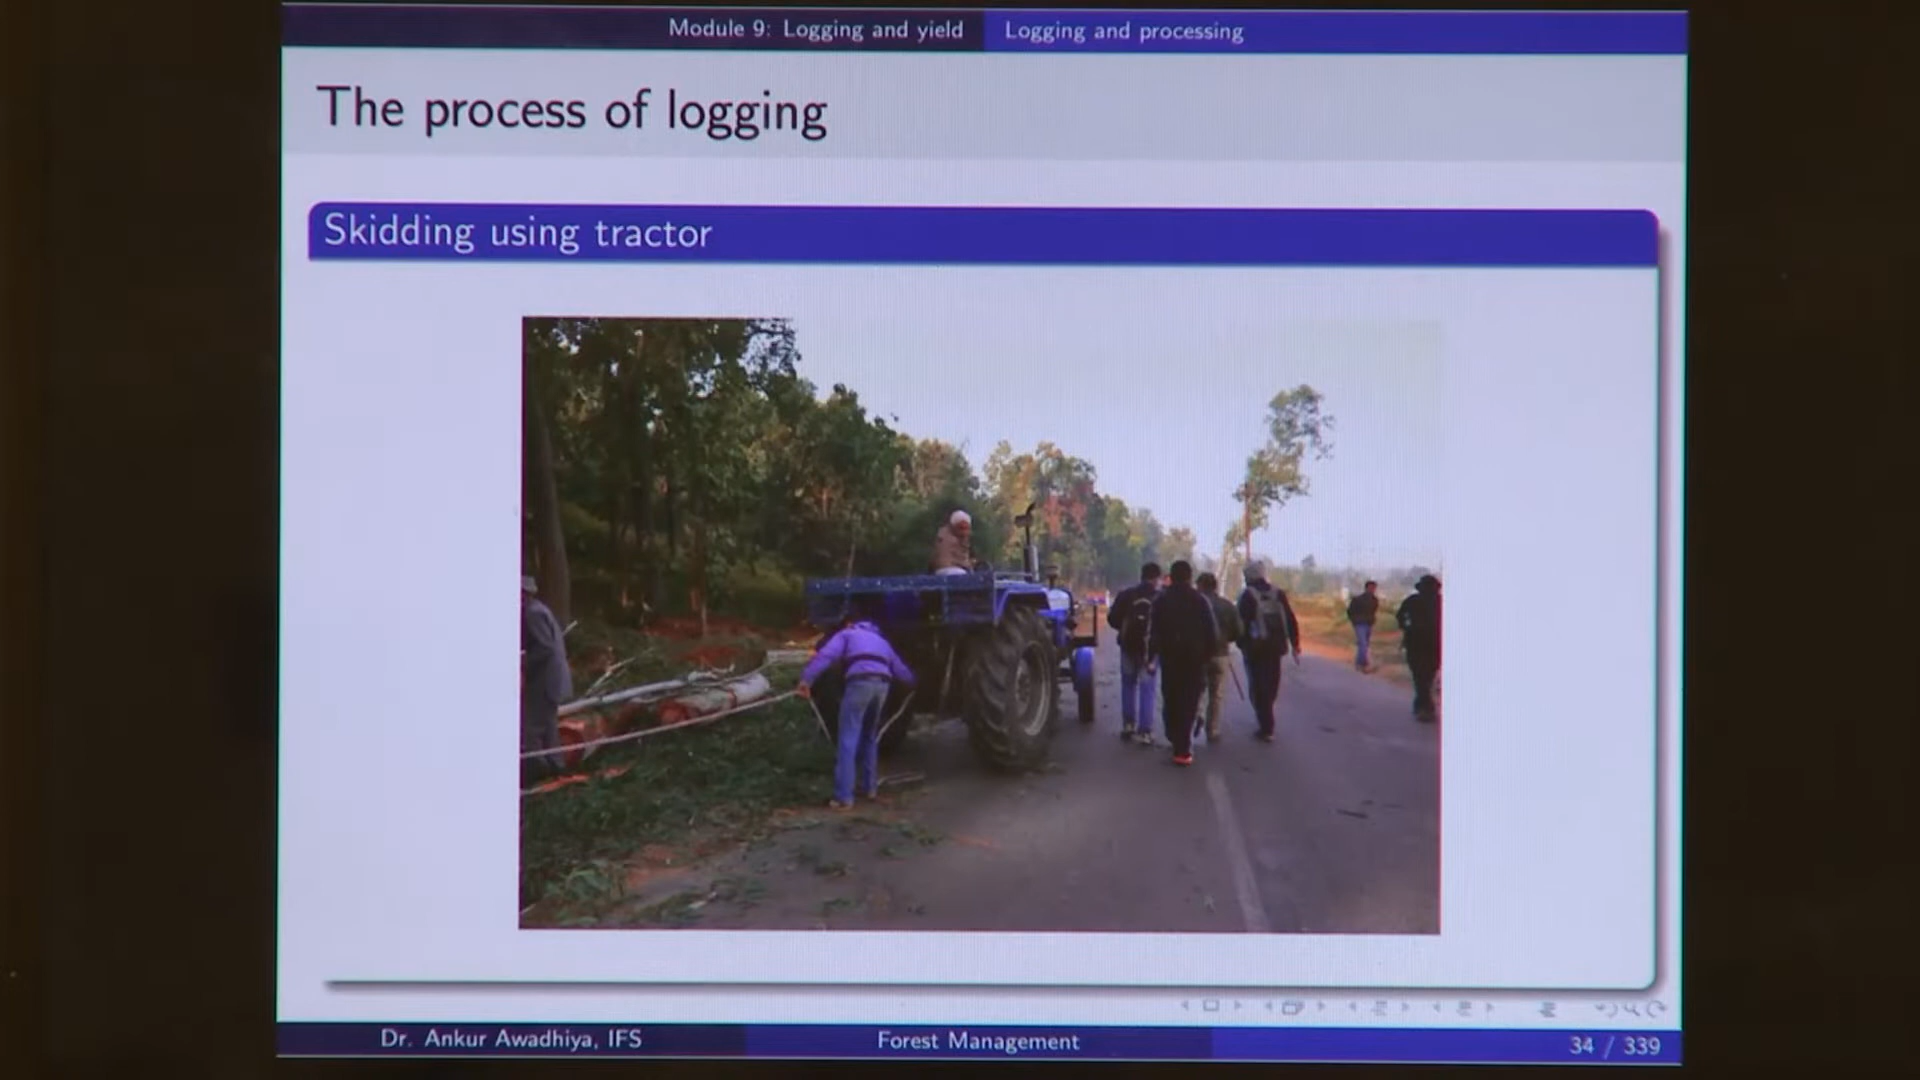 Module 9: Logging and yield
Logging and processing
The process of logging
Skidding using tractor
Dr. Ankur Awadhiya, IFS
Forest Management
34 / 339